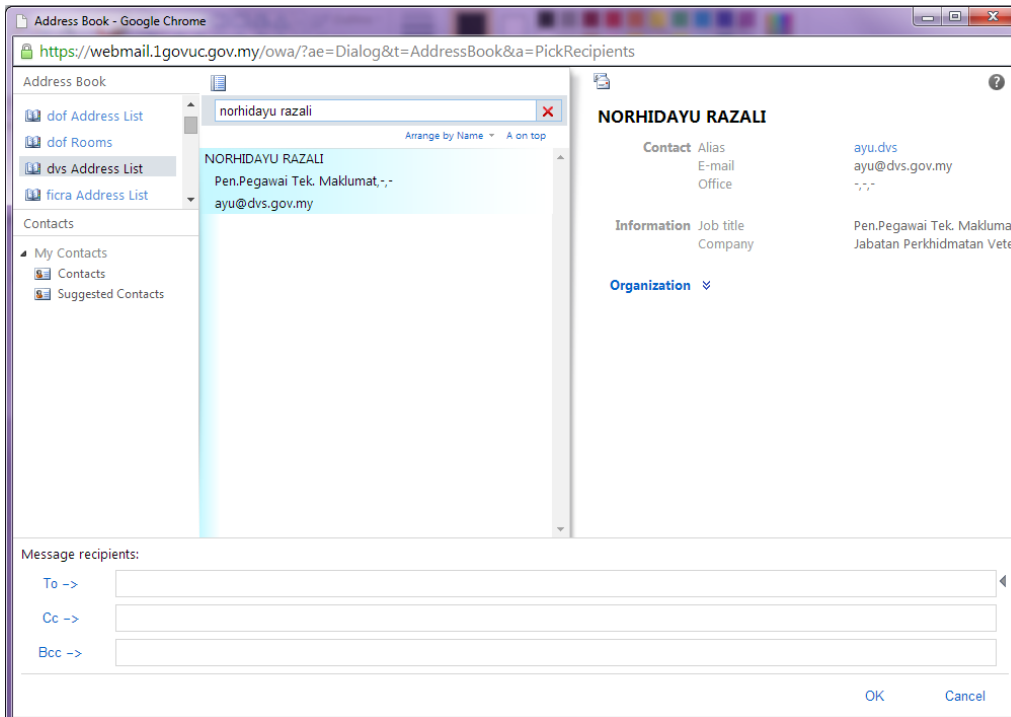 Address Book - Google Chrome
https://webmail.1govuc.gov.my/owa/?ae=Dialog&t=AddressBook&a=PickRecipients
Address Book
dof Address List
dof Rooms
dvs Address List
ficra Address List
Contacts
My Contacts
Contacts
Suggested Contacts
norhidayu razali
Arrange by Name A on top
NORHIDAYU RAZALI
Pen.Pegawai Tek. Maklumat,-,-
ayu@dvs.gov.my
NORHIDAYU RAZALI
Contact Alias ayu.dvs
E-mail ayu@dvs.gov.my
Office -,-,-
Information Job title Pen.Pegawai Tek. Makluma
Company Jabatan Perkhidmatan Vete
Organization
Message recipients:
To ->
Cc ->
Bcc ->
OK Cancel